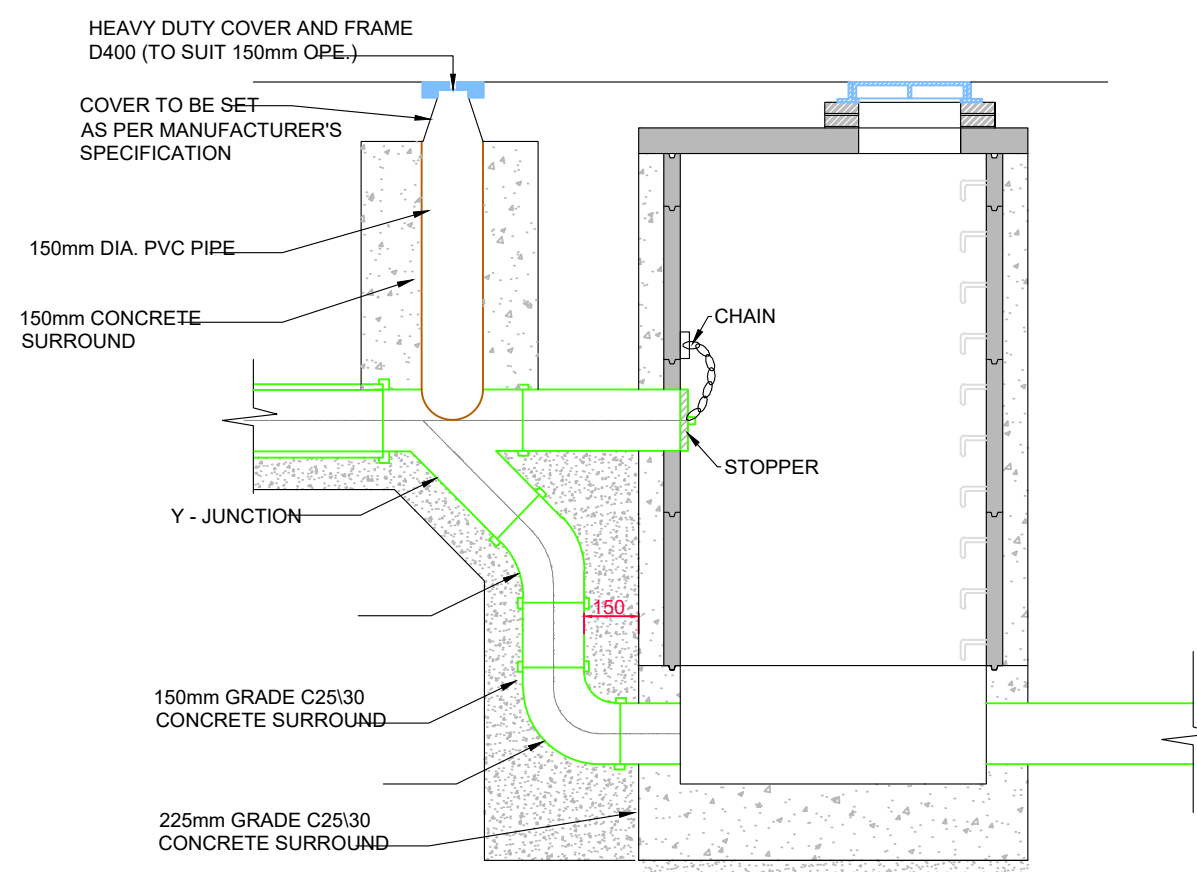 HEAVY DUTY COVER AND FRAME
D400 (TO SUIT 150mm OPE.)
COVER TO BE SET
AS PER MANUFACTURER'S
SPECIFICATION
150mm DIA. PVC PIPE
150mm CONCRETE
SURROUND
CHAIN
STOPPER
Y - JUNCTION
150
150mm GRADE C25\30
CONCRETE SURROUND
225mm GRADE C25\30
CONCRETE SURROUND